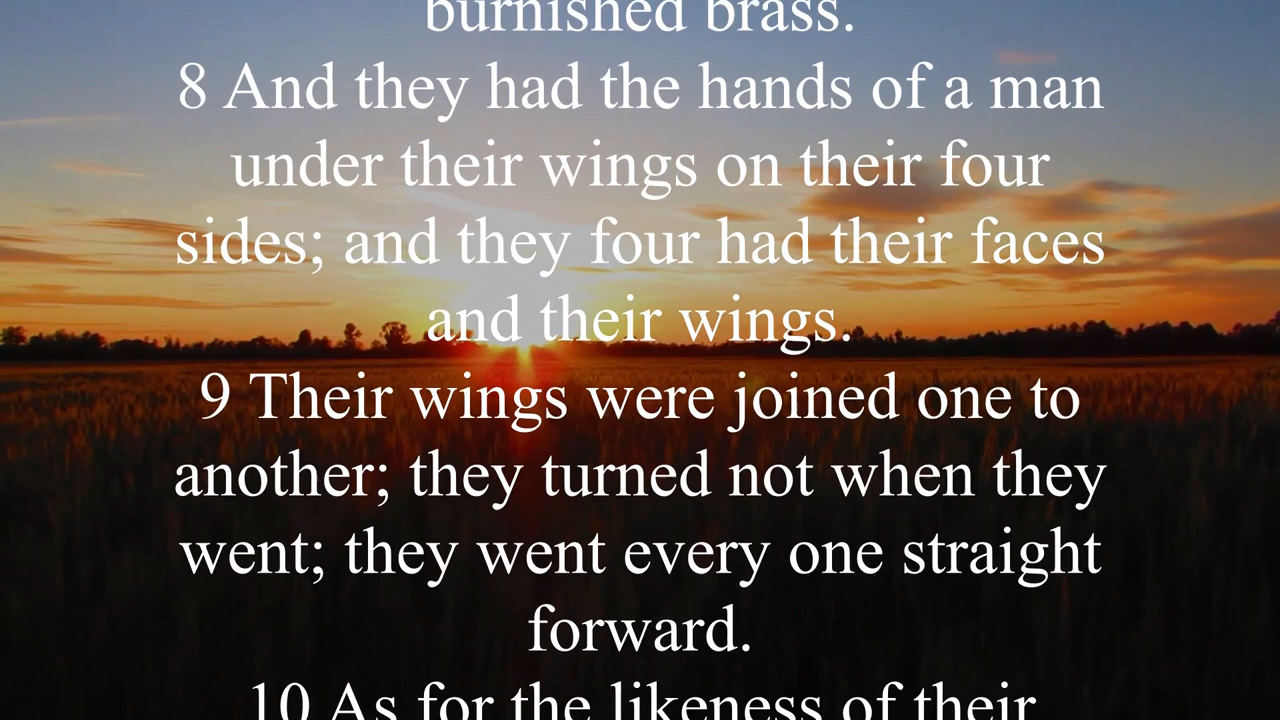 burnished brass.
8 And they had the hands of a man
under their wings on their four
sides; and they four had their faces
and their wings.
9 Their wings were joined one to
another; they turned not when they
went; they went every one straight
forward.
10 As for the likeness of their